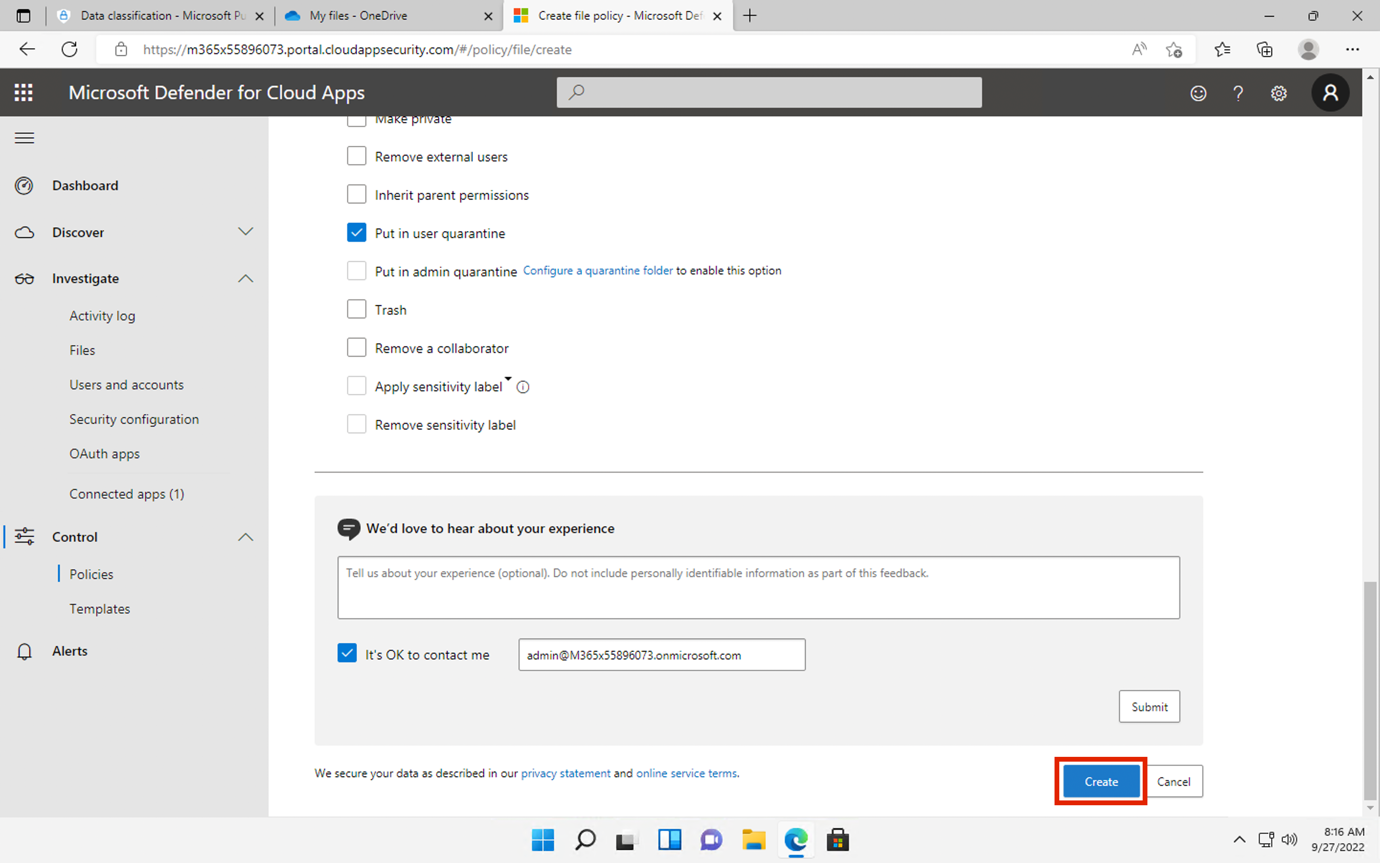 Data classification - Microsoft Pu
My files - OneDrive
Create file policy - Microsoft Def
https://m365x55896073.portal.cloudappsecurity.com/#/policy/file/create
Microsoft Defender for Cloud Apps
Make private
Remove external users
Dashboard
Inherit parent permissions
Discover
Put in user quarantine
Investigate
Put in admin quarantine Configure a quarantine folder to enable this option
Activity log
Trash
Files
Remove a collaborator
Users and accounts
Apply sensitivity label
Security configuration
Remove sensitivity label
OAuth apps
Connected apps (1)
Control
We'd love to hear about your experience
Policies
Tell us about your experience (optional). Do not include personally identifiable information as part of this feedback.
Templates
Alerts
It's OK to contact me
admin@M365x55896073.onmicrosoft.com
Submit
We secure your data as described in our privacy statement and online service terms.
Create
Cancel
8:16 AM
9/27/2022